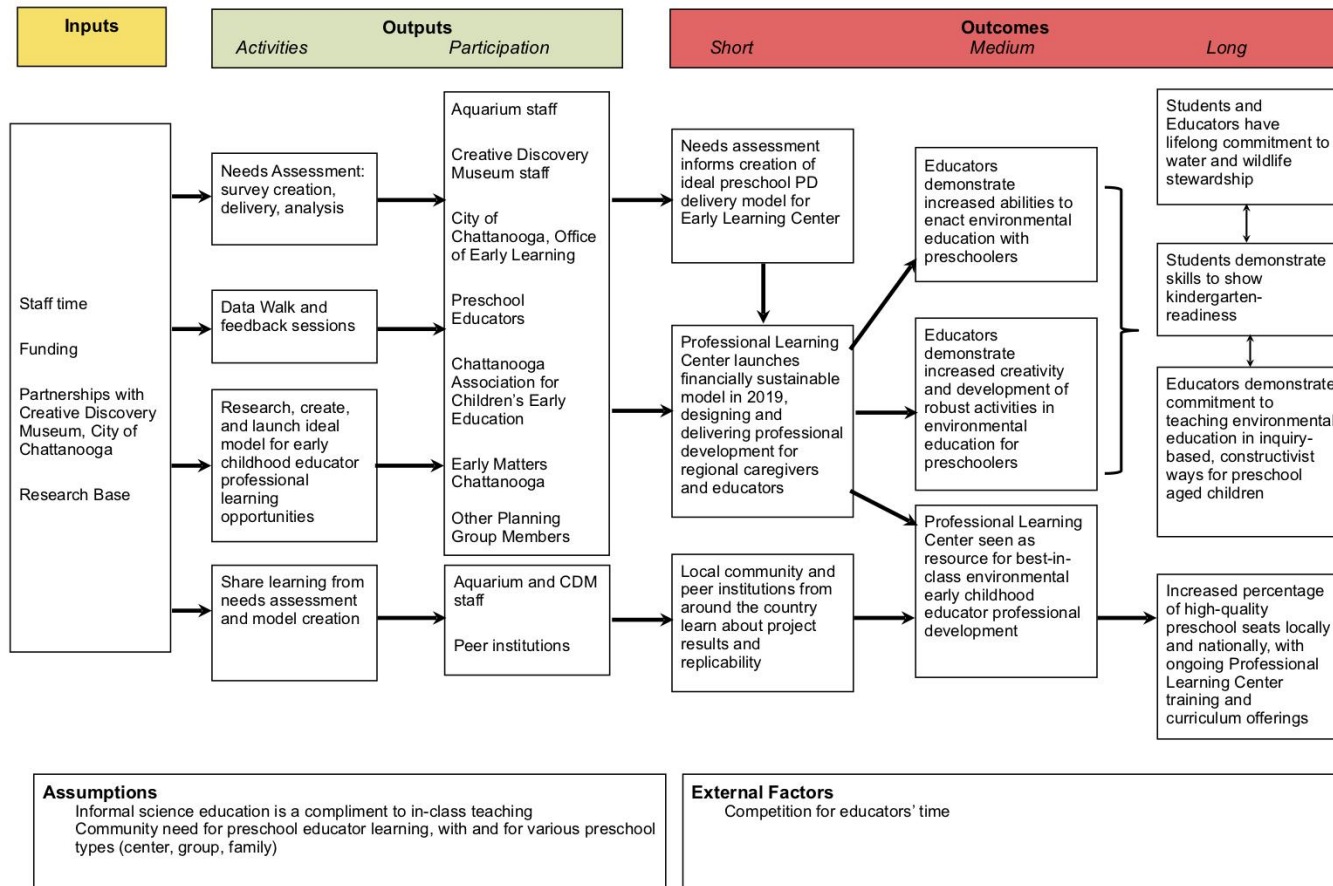 Inputs
Outputs
Activities Participation
Outcomes
Short Medium Long
Staff time
Funding
Partnerships with
Creative Discovery
Museum, City of
Chattanooga
Research Base
Needs Assessment:
survey creation,
delivery, analysis
Data Walk and
feedback sessions
Research, create,
and launch ideal
model for early
childhood educator
professional
learning
opportunities
Share learning from
needs assessment
and model creation
Aquarium staff
Creative Discovery
Museum staff
City of
Chattanooga, Office
of Early Learning
Preschool
Educators
Chattanooga
Association for
Children's Early
Education
Early Matters
Chattanooga
Other Planning
Group Members
Aquarium and CDM
staff
Peer institutions
Needs assessment
informs creation of
ideal preschool PD
delivery model for
Early Learning Center
Professional Learning
Center launches
financially sustainable
model in 2019,
designing and
delivering professional
development for
regional caregivers
and educators
Local community and
peer institutions from
around the country
learn about project
results and
replicability
Educators
demonstrate
increased abilities to
enact environmental
education with
preschoolers
Educators
demonstrate
increased creativity
and development of
robust activities in
environmental
education for
preschoolers
Professional Learning
Center seen as
resource for best-in-
class environmental
early childhood
educator professional
development
Students and
Educators have
lifelong commitment to
water and wildlife
stewardship
Students demonstrate
skills to show
kindergarten-
readiness
Educators demonstrate
commitment to
teaching environmental
education in inquiry-
based, constructivist
ways for preschool
aged children
Increased percentage
of high-quality
preschool seats locally
and nationally, with
ongoing Professional
Learning Center
training and
curriculum offerings
Assumptions
Informal science education is a compliment to in-class teaching
Community need for preschool educator learning, with and for various preschool
types (center, group, family)
External Factors
Competition for educators' time